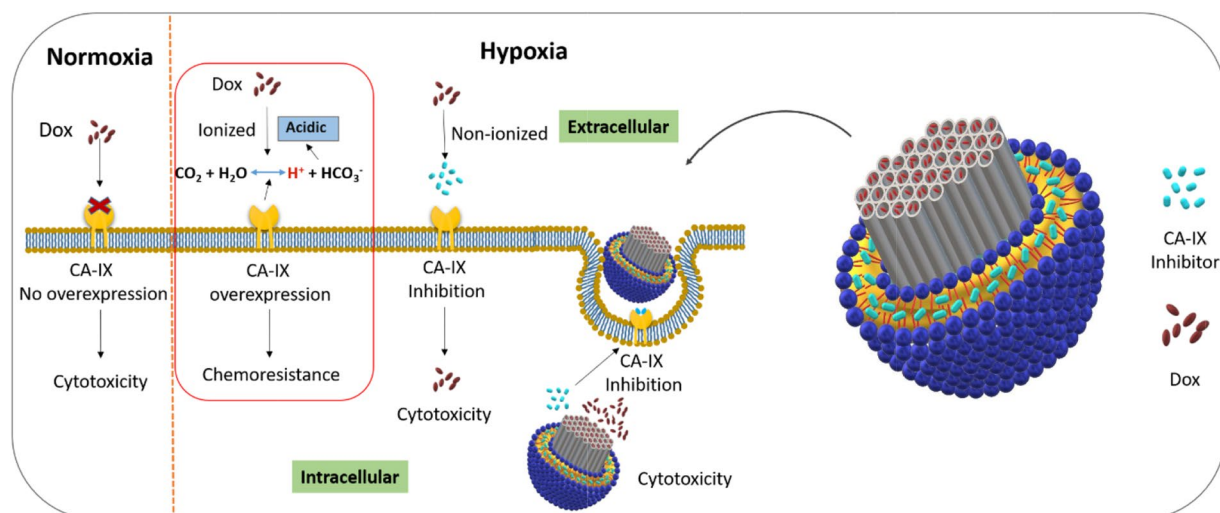 Normoxia
Dox
CA-IX
No overexpression
Cytotoxicity
Hypoxia
Dox
Ionized
Acidic
CO₂ + H₂O H⁺ + HCO₃⁻
CA-IX
overexpression
Chemoresistance
Non-ionized
CA-IX
Inhibition
Cytotoxicity
Extracellular
CA-IX
Inhibition
Cytotoxicity
Intracellular
CA-IX
Inhibitor
Dox